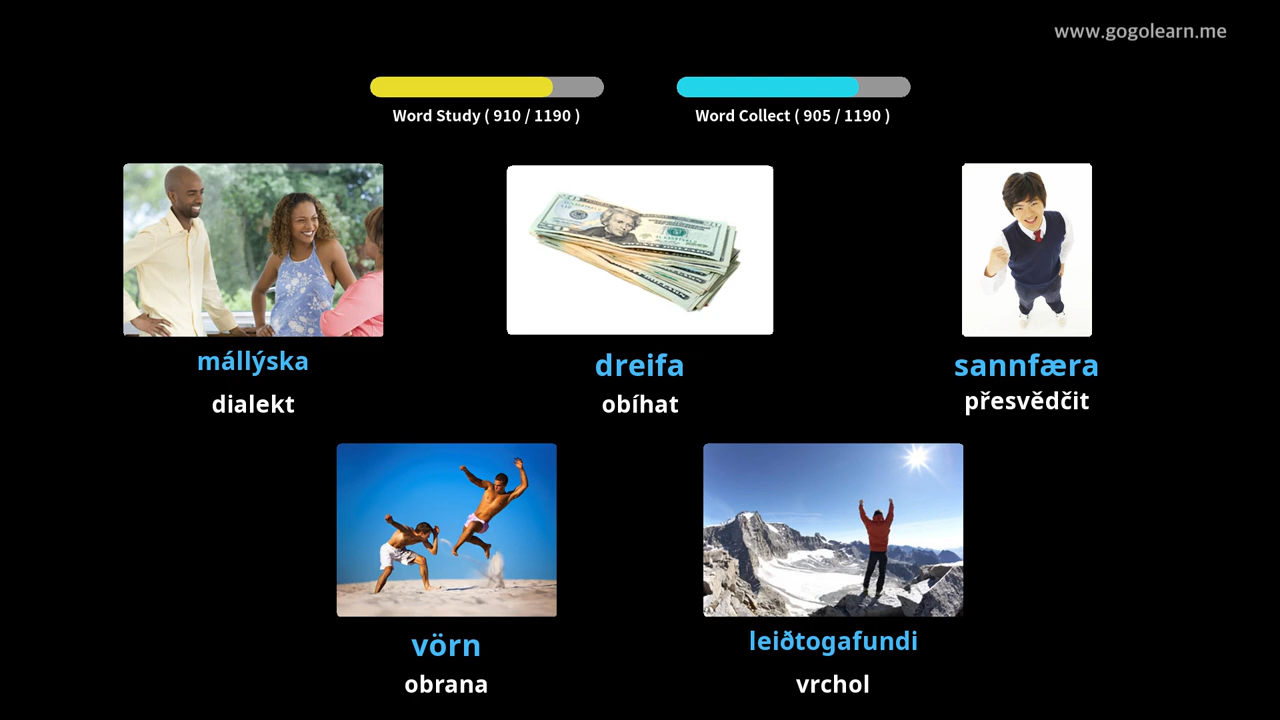 www.gogolearn.me
Word Study ( 910 / 1190 )
Word Collect ( 905 / 1190 )
mállýska
dialekt
dreifa
obíhat
sannfæra
přesvědčit
vörn
obrana
leiðtogafundi
vrchol